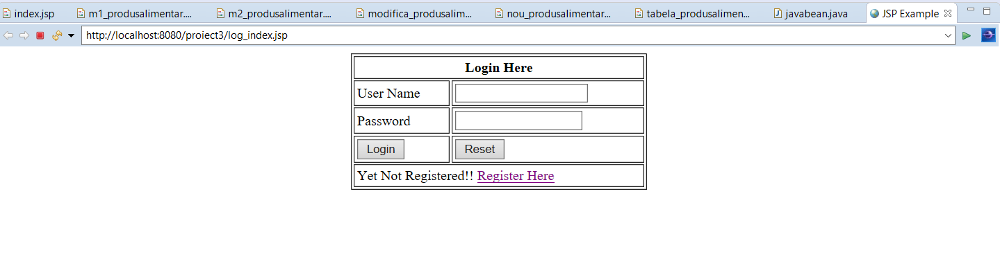 index.jsp m1_produsalimentar.... m2_produsalimentar.... modifica_produsalim... nou_produsalimentar... tabela_produsalimen... javabean.java JSP Example
http://localhost:8080/proiect3/log_index.jsp
Login Here
User Name
Password
Login Reset
Yet Not Registered!! Register Here